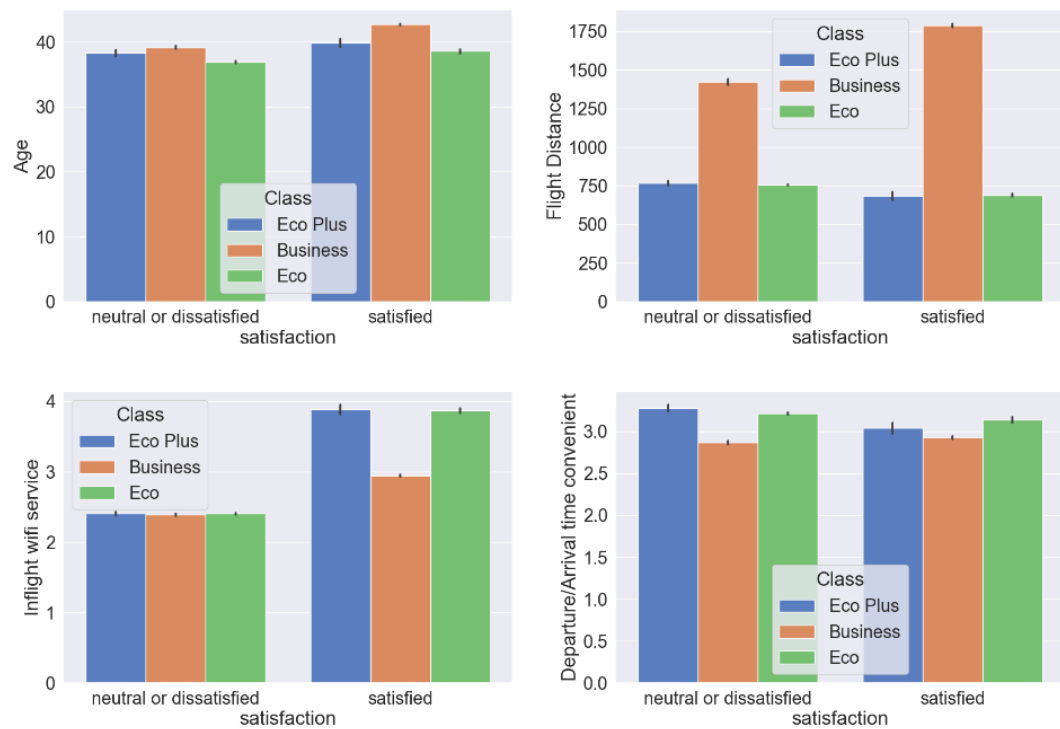 Age
40
30
20
10
0
Class
Eco Plus
Business
Eco
neutral or dissatisfied
satisfied
satisfaction
Flight Distance
1750
1500
1250
1000
750
500
250
0
Class
Eco Plus
Business
Eco
neutral or dissatisfied
satisfied
satisfaction
Inflight wifi service
4
3
2
1
0
Class
Eco Plus
Business
Eco
neutral or dissatisfied
satisfied
satisfaction
Departure/Arrival time convenient
3.0
2.5
2.0
1.5
1.0
0.5
0.0
Class
Eco Plus
Business
Eco
neutral or dissatisfied
satisfied
satisfaction